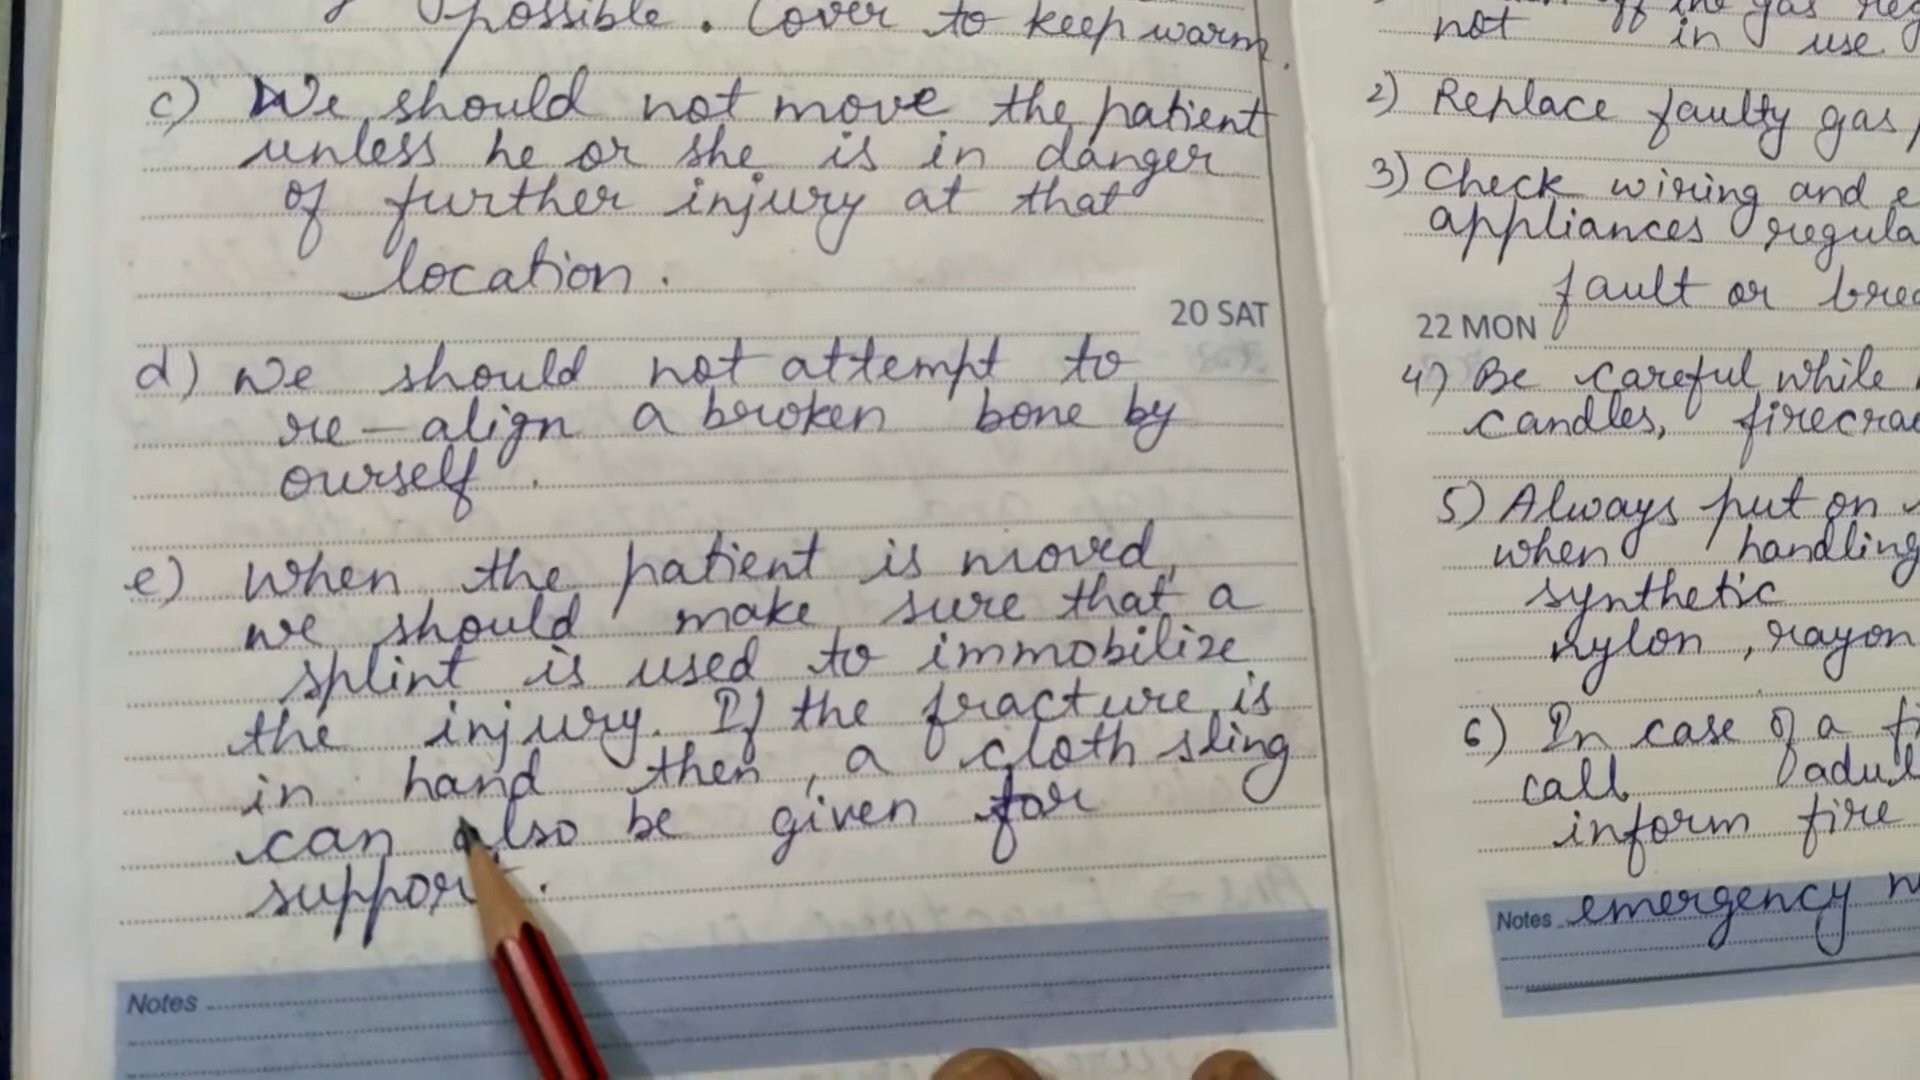 possible. Cover to keep warm.
c) We should not move the patient
unless he or she is in danger
of further injury at that
location.
20 SAT
d) We should not attempt to
re-align a broken bone by
ourself.
e) When the patient is moved,
we should make sure that a
splint is used to immobilize
the injury. If the fracture is
in hand then, a cloth sling
can also be given for
support.
Notes
the gas
not in use
2) Replace faulty gas
3) Check wiring and
appliances
fault or
22 MON
4) Be careful while
candles,
5) Always put on
when handling
synthetic
nylon, rayon
6) In case of a
call
inform fire
Notes emergency